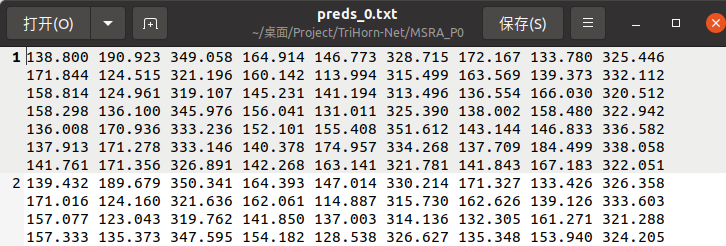 打开(O)
preds_0.txt
~/桌面/Project/TriHorn-Net/MSRA_P0
保存(S)
1 138.800 190.923 349.058 164.914 146.773 328.715 172.167 133.780 325.446
171.844 124.515 321.196 160.142 113.994 315.499 163.569 139.373 332.112
158.814 124.961 319.107 145.231 141.194 313.496 136.554 166.030 320.512
158.298 136.100 345.976 156.041 131.011 325.390 138.002 158.480 322.942
136.008 170.936 333.236 152.101 155.408 351.612 143.144 146.833 336.582
137.913 171.278 333.146 140.378 174.957 334.268 137.709 184.499 338.058
141.761 171.356 326.891 142.268 163.141 321.781 141.843 167.183 322.051
2 139.432 189.679 350.341 164.393 147.014 330.214 171.327 133.426 326.358
171.016 124.160 321.636 162.061 114.887 315.730 162.626 139.126 333.603
157.077 123.043 319.762 141.850 137.003 314.136 132.305 161.271 321.288
157.333 135.373 347.595 154.182 128.538 326.627 135.348 153.940 324.205